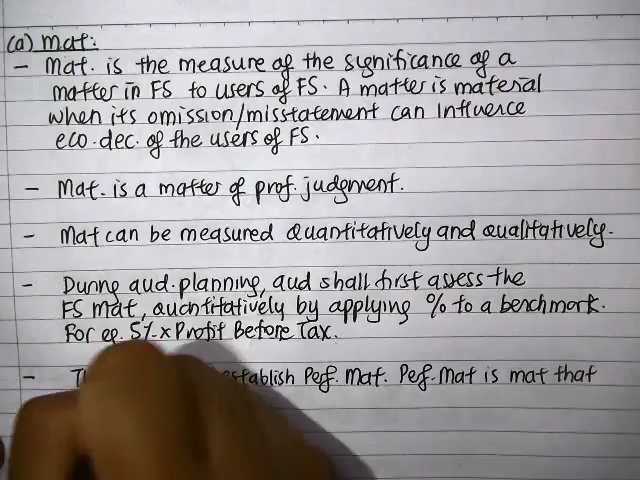 (a) Mat:
- Mat. is the measure of the significance of a
matter in FS to users of FS. A matter is material
when its omission/misstatement can influence
eco.dec. of the users of FS.
- Mat. is a matter of prof. judgment.
- Mat can be measured quantitatively and qualitatively.
- During aud. planning, aud shall first assess the
FS mat, quantitatively by applying % to a benchmark.
For eg. 5% x Profit Before Tax.
- establish Pef. Mat. Pef. Mat is mat that